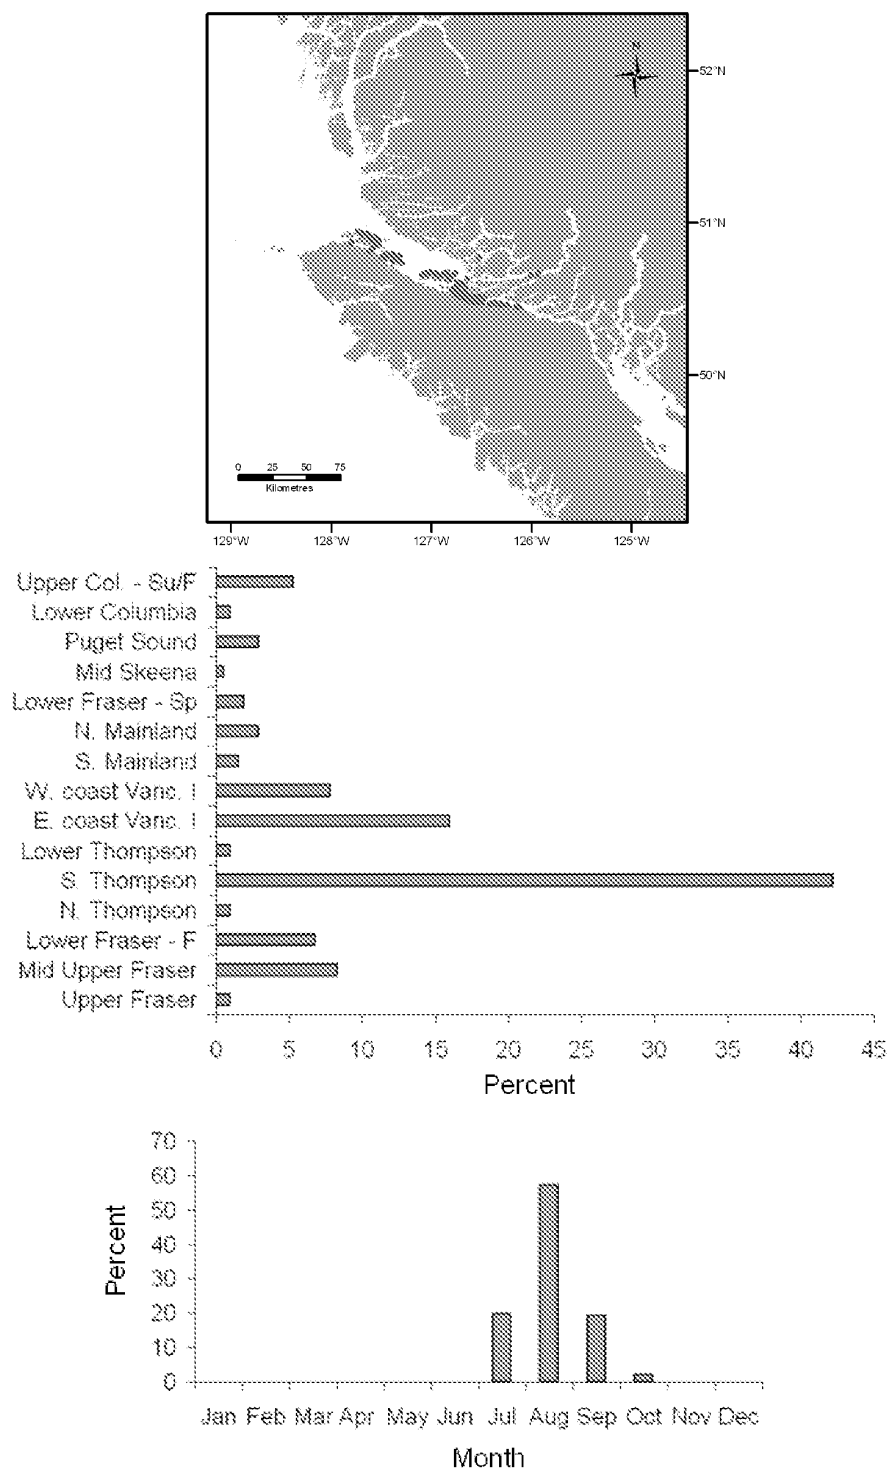 N
52°N
51°N
50°N
0 25 50 75
Kilometres
129°W 128°W 127°W 126°W 125°W
Upper Col. - Su/F
Lower Columbia
Puget Sound
Mid Skeena
Lower Fraser - Sp
N. Mainland
S. Mainland
W. coast Vanc. I
E. coast Vanc. I
Lower Thompson
S. Thompson
N. Thompson
Lower Fraser - F
Mid Upper Fraser
Upper Fraser
0 5 10 15 20 25 30 35 40 45
Percent
70
60
50
40
30
20
10
0
Percent
Jan Feb Mar Apr May Jun Jul Aug Sep Oct Nov Dec
Month